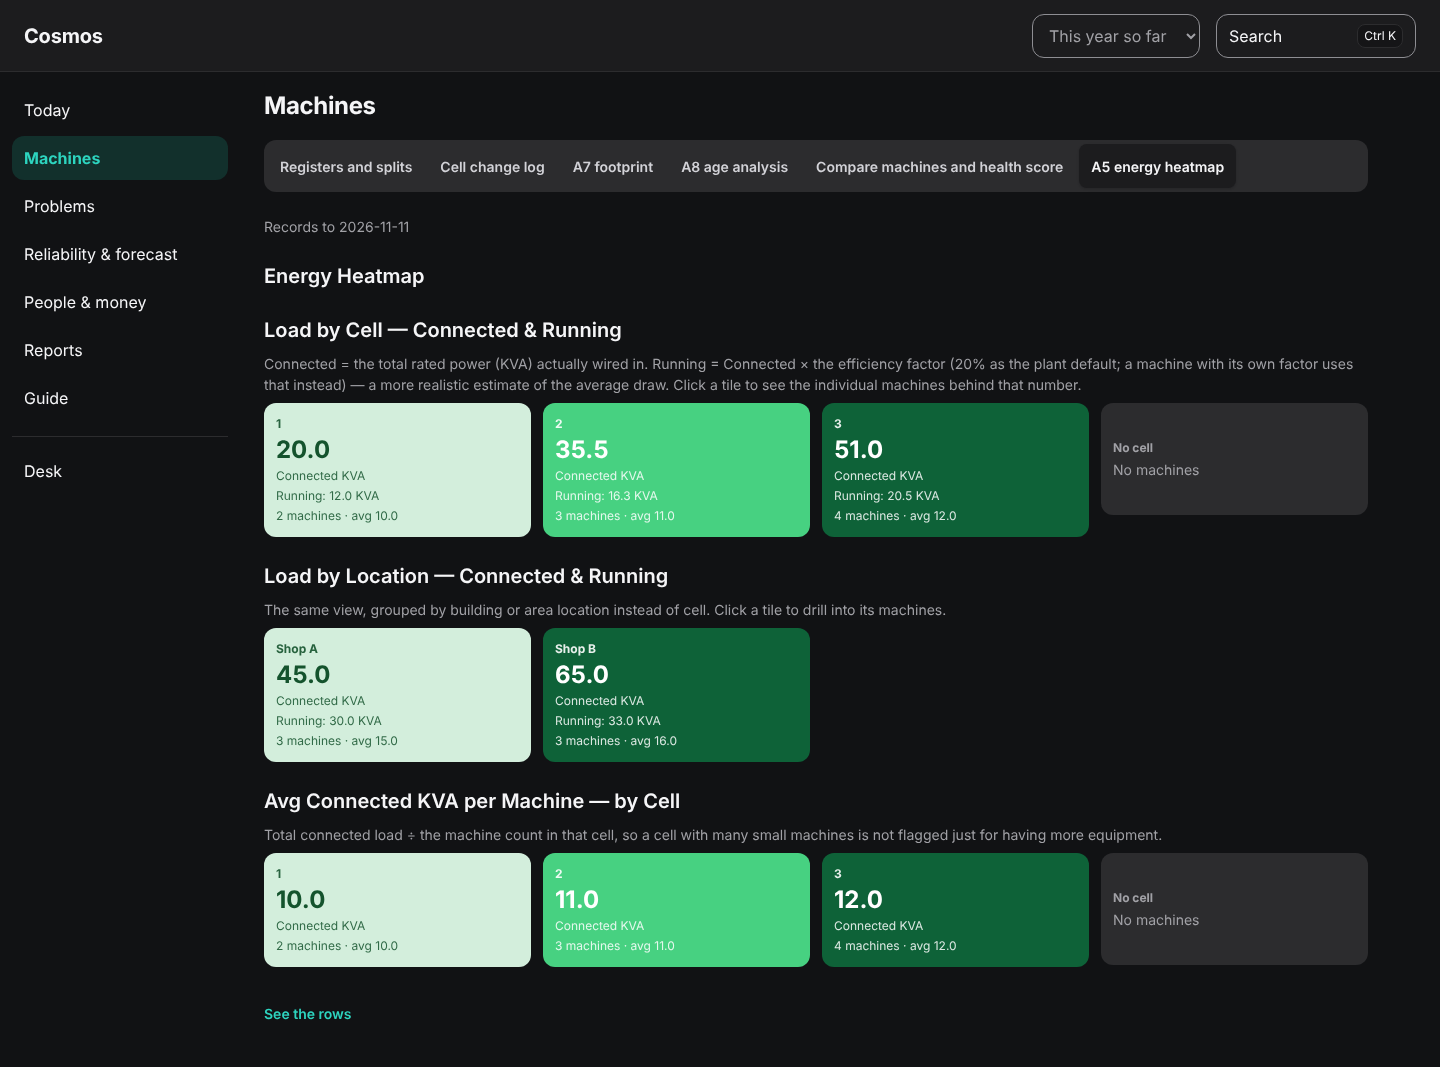 Cosmos
This year so far
Search
Ctrl K
Today
Machines
Problems
Reliability & forecast
People & money
Reports
Guide
Desk
Machines
Registers and splits
Cell change log
A7 footprint
A8 age analysis
Compare machines and health score
A5 energy heatmap
Records to 2026-11-11
Energy Heatmap
Load by Cell — Connected & Running
Connected = the total rated power (KVA) actually wired in. Running = Connected × the efficiency factor (20% as the plant default; a machine with its own factor uses
that instead) — a more realistic estimate of the average draw. Click a tile to see the individual machines behind that number.
1
20.0
Connected KVA
Running: 12.0 KVA
2 machines · avg 10.0
2
35.5
Connected KVA
Running: 16.3 KVA
3 machines · avg 11.0
3
51.0
Connected KVA
Running: 20.5 KVA
4 machines · avg 12.0
No cell
No machines
Load by Location — Connected & Running
The same view, grouped by building or area location instead of cell. Click a tile to drill into its machines.
Shop A
45.0
Connected KVA
Running: 30.0 KVA
3 machines · avg 15.0
Shop B
65.0
Connected KVA
Running: 33.0 KVA
3 machines · avg 16.0
Avg Connected KVA per Machine — by Cell
Total connected load ÷ the machine count in that cell, so a cell with many small machines is not flagged just for having more equipment.
1
10.0
Connected KVA
2 machines · avg 10.0
2
11.0
Connected KVA
3 machines · avg 11.0
3
12.0
Connected KVA
4 machines · avg 12.0
No cell
No machines
See the rows